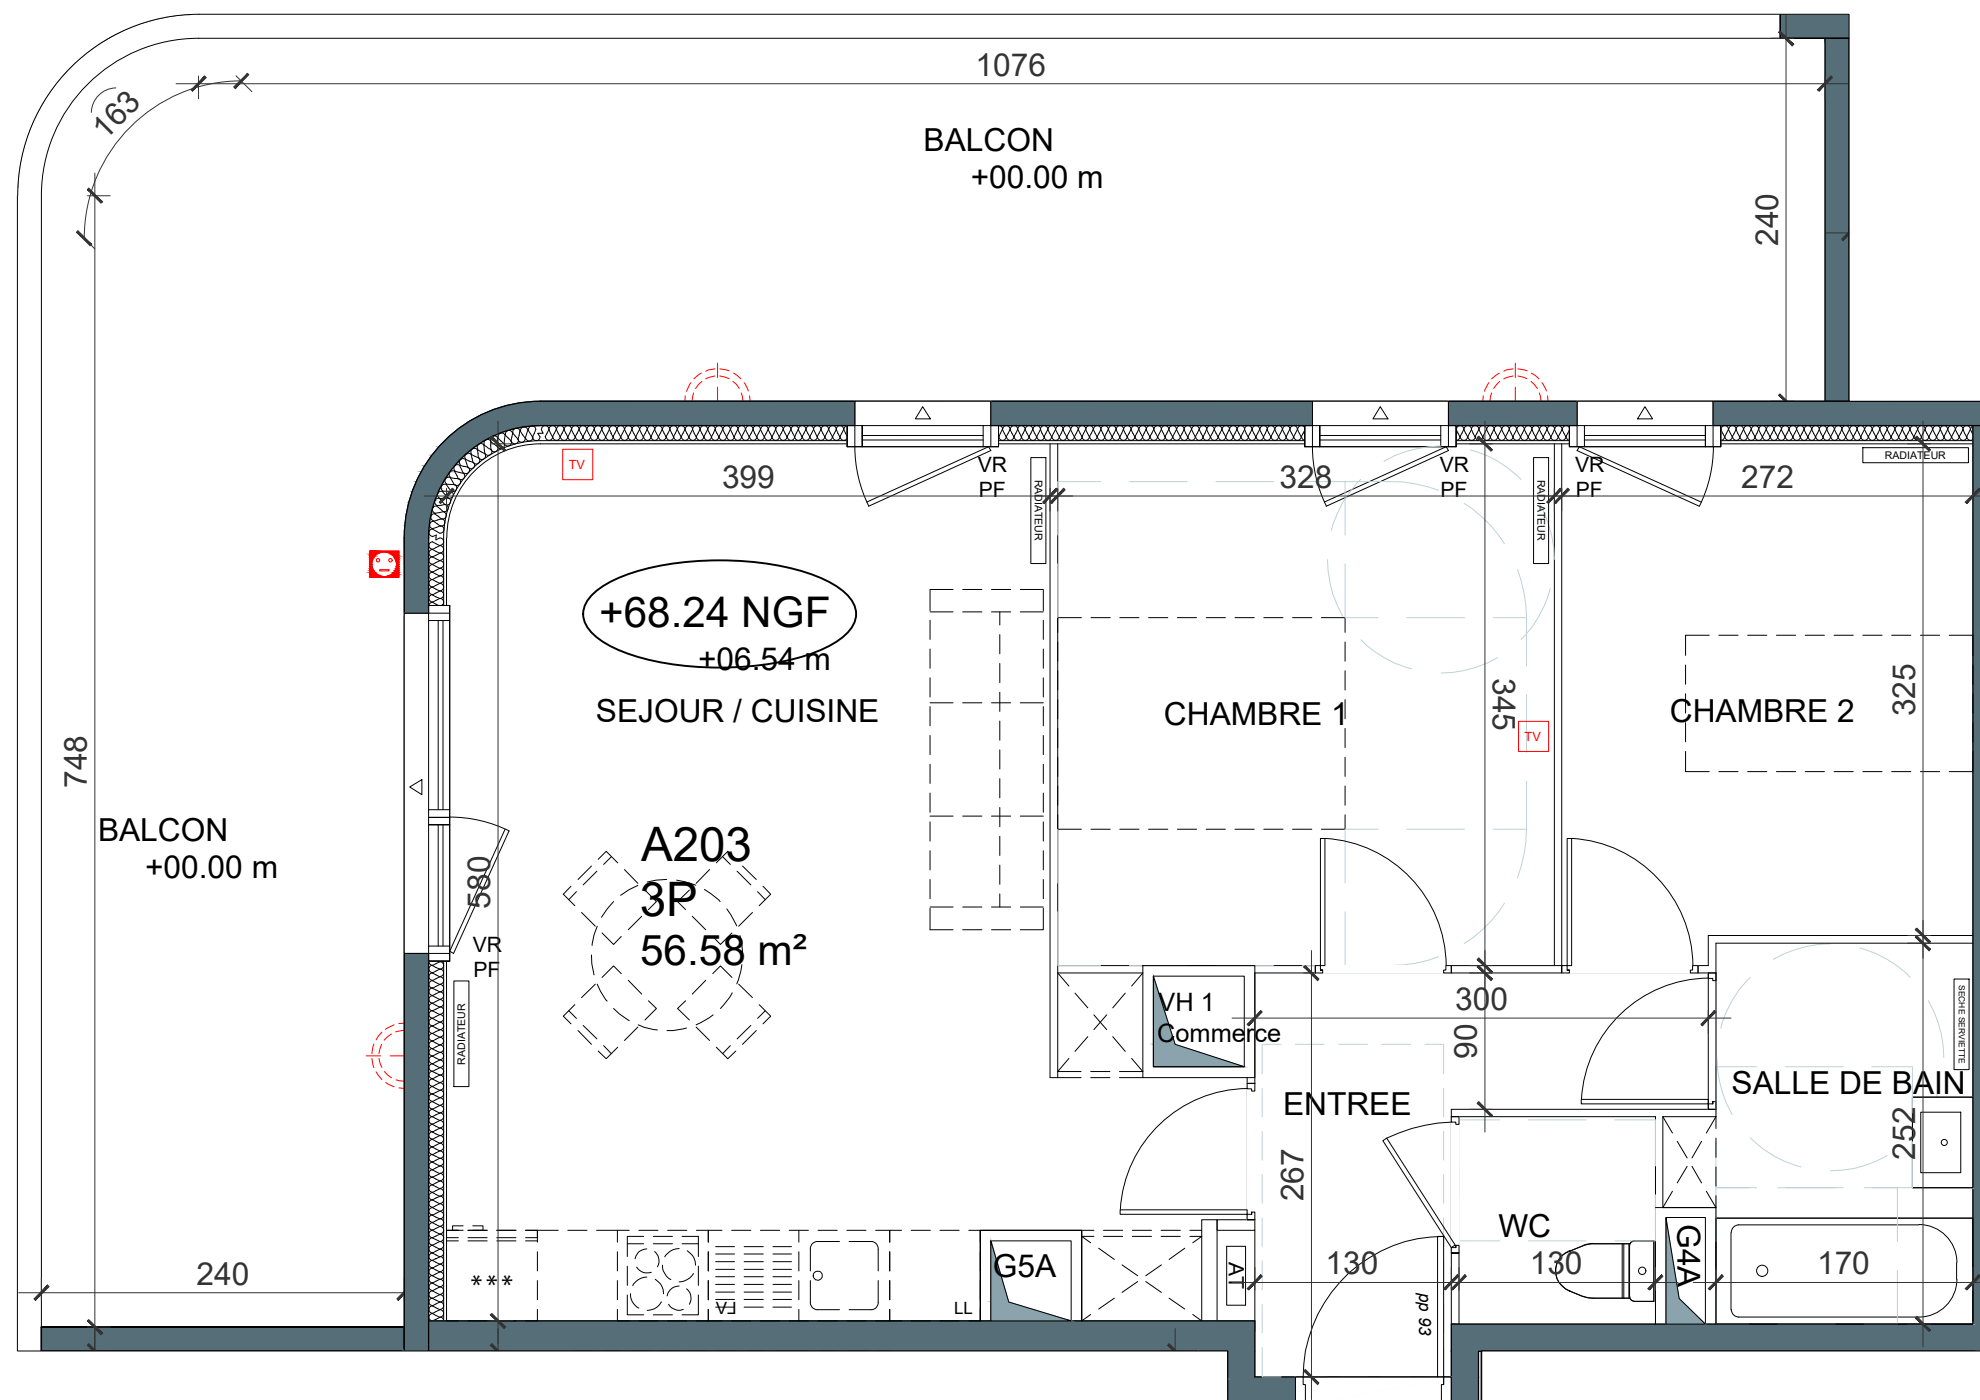 1076
163
BALCON
+00.00 m
240
TV
399
VR
PF
RADIATEUR
328
VR
PF
RADIATEUR
VR
PF
272
RADIATEUR
+68.24 NGF
+06.54 m
SEJOUR / CUISINE
CHAMBRE 1
345
TV
CHAMBRE 2
325
748
BALCON
+00.00 m
580
A203
3P
56.58 m²
VR
PF
RADIATEUR
VH 1
Commerce
300
90
SECHE SERVIETTE
ENTREE
SALLE DE BAIN
252
267
WC
240
***
LV
LL
G5A
AT
130
pp 93
130
G4A
170